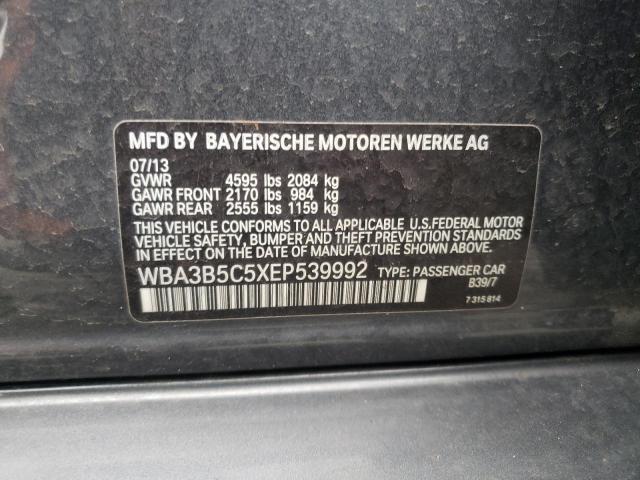 MFD BY BAYERISCHE MOTOREN WERKE AG
07/13
GVWR 4595 lbs 2084 kg
GAWR FRONT 2170 lbs 984 kg
GAWR REAR 2555 lbs 1159 kg
THIS VEHICLE CONFORMS TO ALL APPLICABLE U.S.FEDERAL MOTOR
VEHICLE SAFETY, BUMPER AND THEFT PREVENTION STANDARDS
IN EFFECT ON THE DATE OF MANUFACTURE SHOWN ABOVE.
WBA3B5C5XEP539992 TYPE: PASSENGER CAR
B39/7
7 315 814